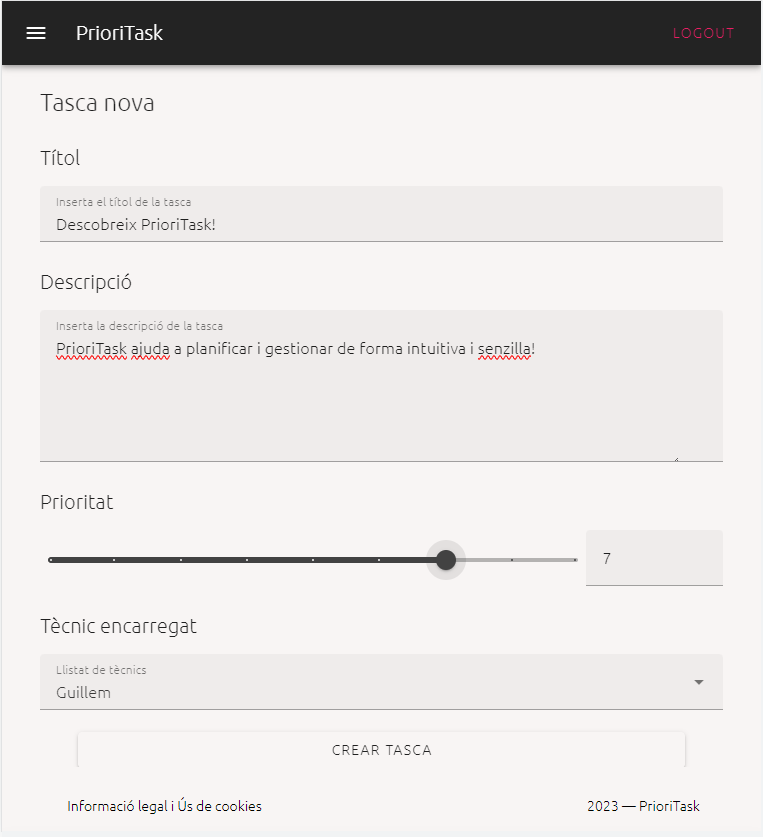 PrioriTask
LOGOUT
Tasca nova
Títol
Inserta el títol de la tasca
Descobreix PrioriTask!
Descripció
Inserta la descripció de la tasca
PrioriTask ajuda a planificar i gestionar de forma intuitiva i senzilla!
Prioritat
7
Tècnic encarregat
Llistat de tècnics
Guillem
CREAR TASCA
Informació legal i Ús de cookies
2023 — PrioriTask